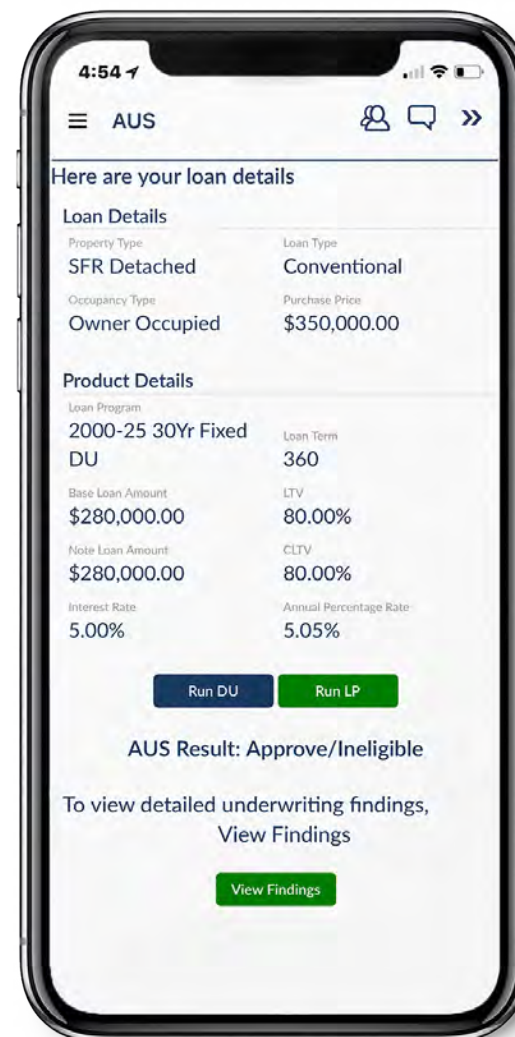 4:54
AUS
Here are your loan details
Loan Details
Property Type
Loan Type
SFR Detached
Conventional
Occupancy Type
Purchase Price
Owner Occupied
$350,000.00
Product Details
Loan Program
2000-25 30Yr Fixed
DU
Loan Term
360
Base Loan Amount
LTV
$280,000.00
80.00%
Note Loan Amount
CLTV
$280,000.00
80.00%
Interest Rate
Annual Percentage Rate
5.00%
5.05%
Run DU
Run LP
AUS Result: Approve/Ineligible
To view detailed underwriting findings,
View Findings
View Findings